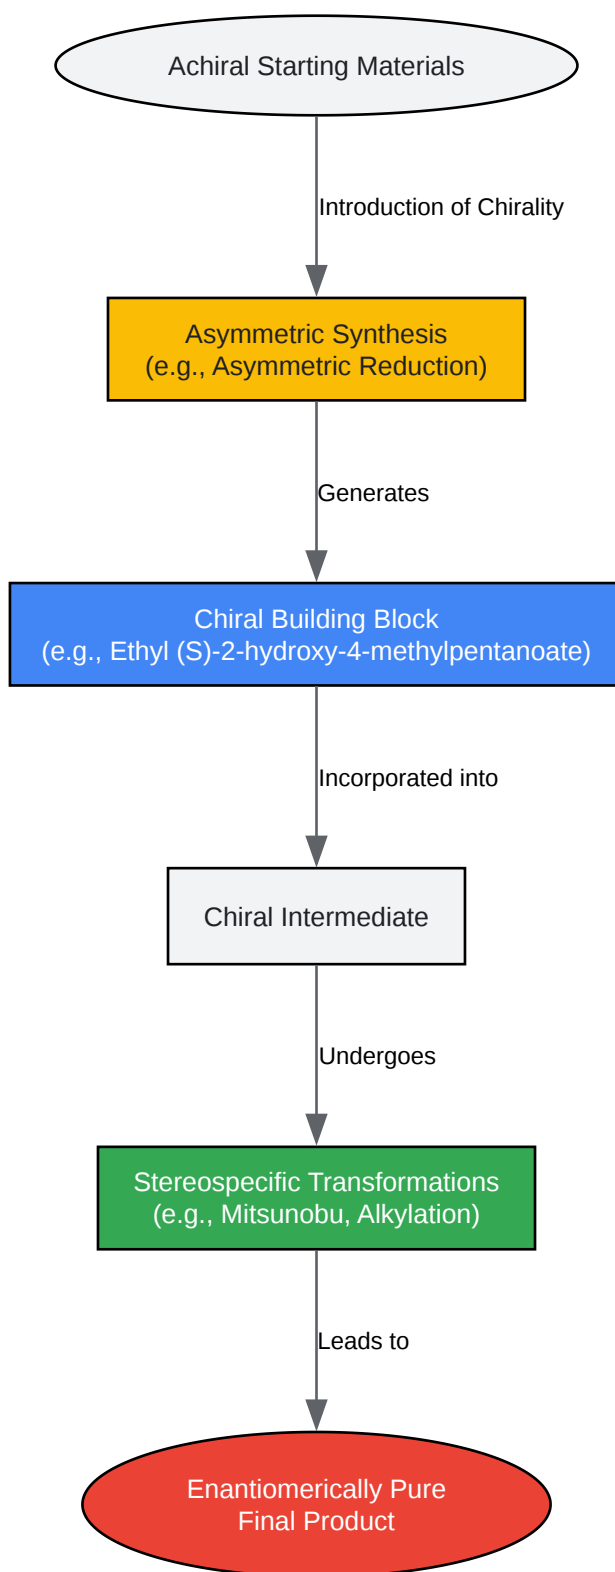 Achiral Starting Materials
Introduction of Chirality
Asymmetric Synthesis
(e.g., Asymmetric Reduction)
Generates
Chiral Building Block
(e.g., Ethyl (S)-2-hydroxy-4-methylpentanoate)
Incorporated into
Chiral Intermediate
Undergoes
Stereospecific Transformations
(e.g., Mitsunobu, Alkylation)
Leads to
Enantiomerically Pure
Final Product